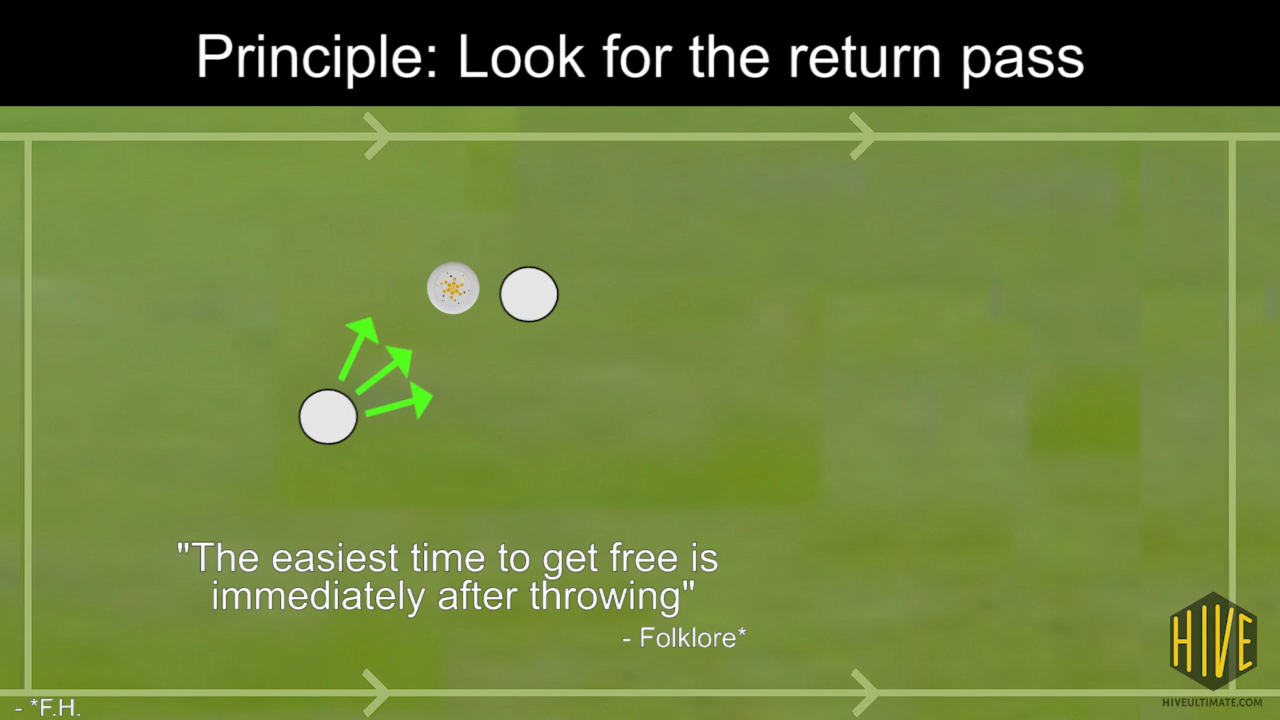 Principle: Look for the return pass
"The easiest time to get free is
immediately after throwing"
- Folklore*
HIVE
HIVEULTIMATE.COM
- *F.H.